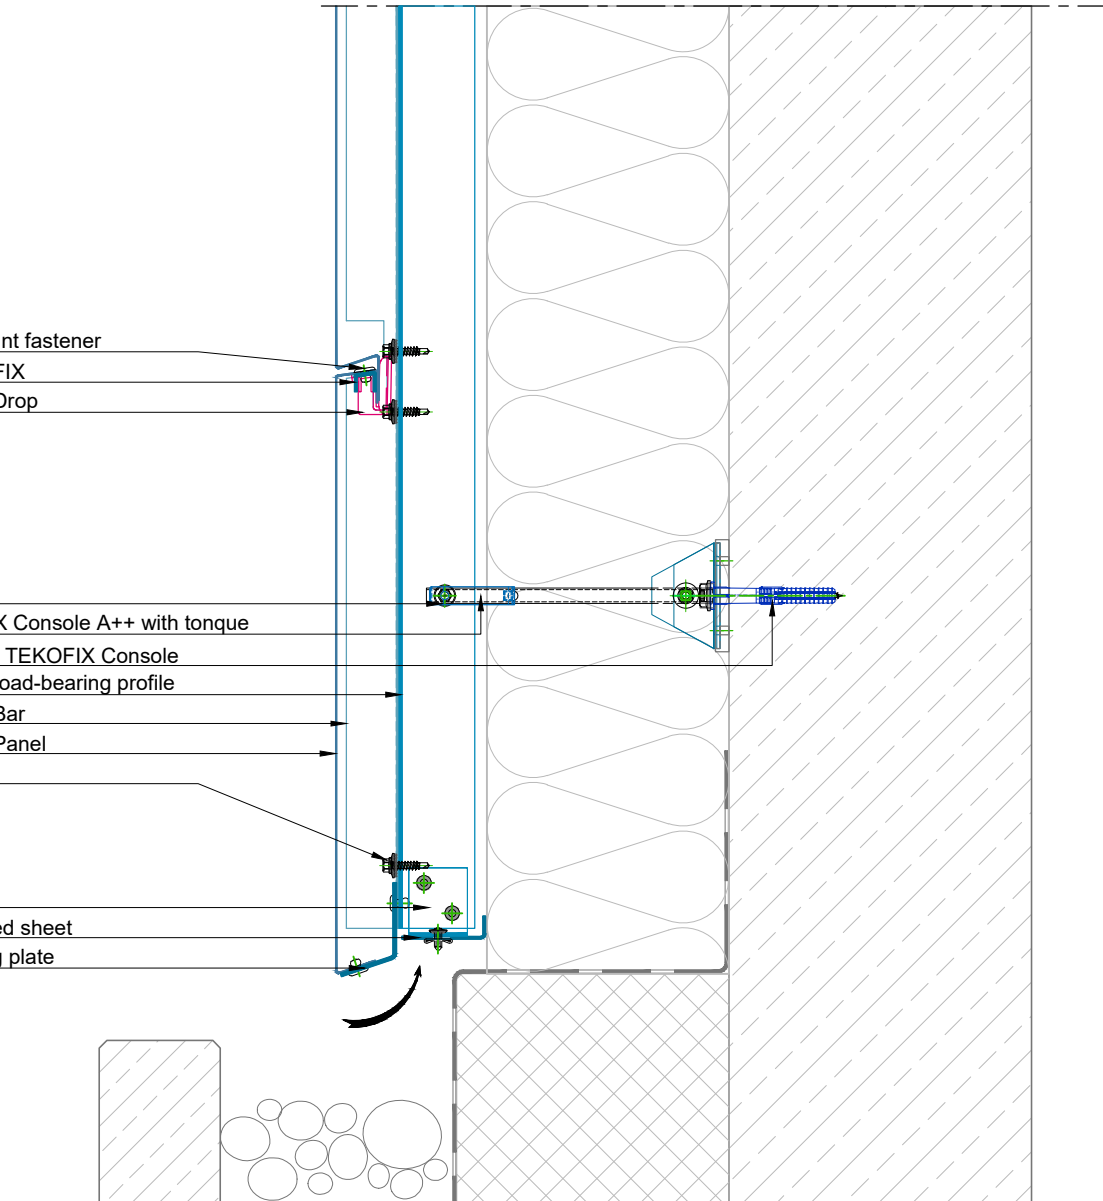 nt fastener
FIX
Drop
X Console A++ with tonque
TEKOFIX Console
oad-bearing profile
Bar
Panel
ed sheet
g plate